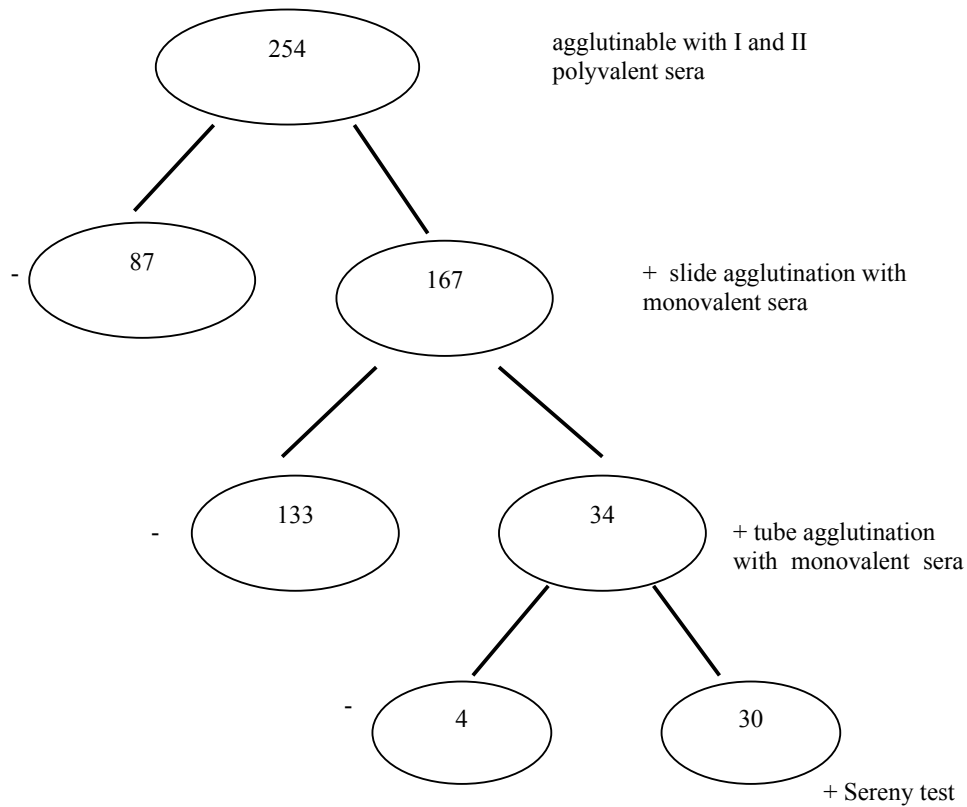 254
agglutinable with I and II
polyvalent sera
- 87
167
+ slide agglutination with
monovalent sera
- 133
34
+ tube agglutination
with monovalent sera
- 4
30
+ Sereny test